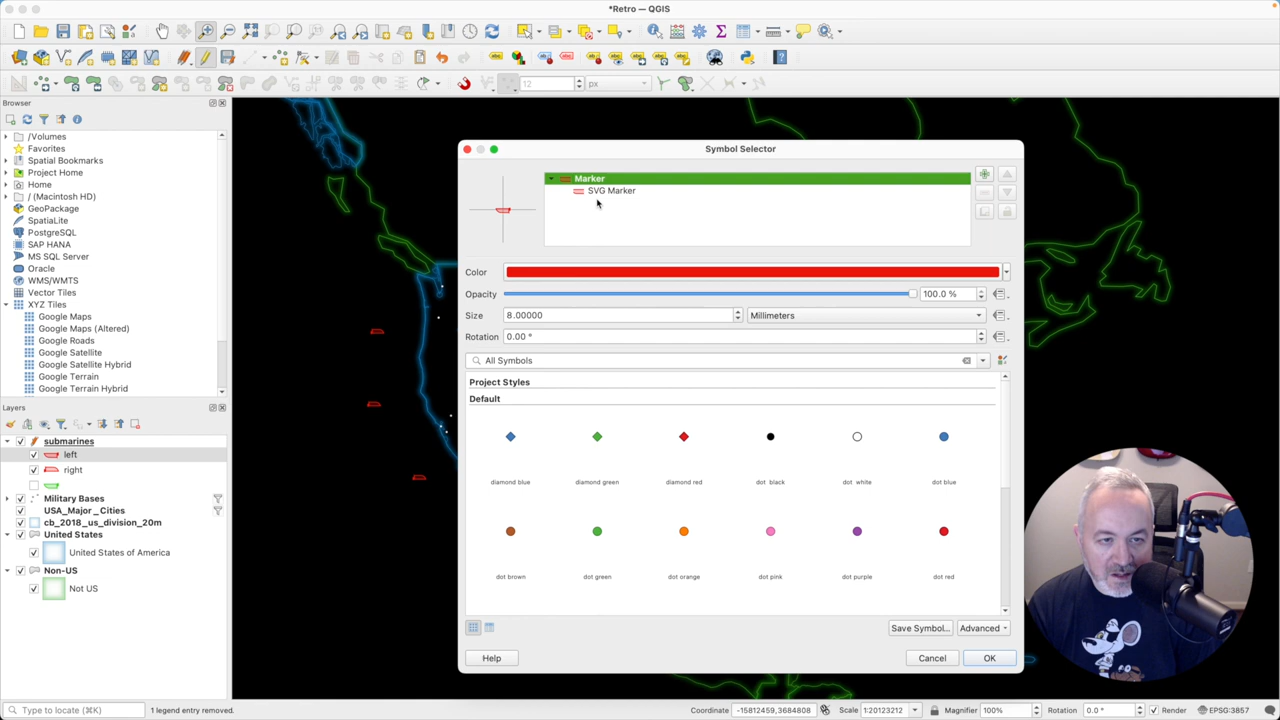 *Retro — QGIS
12
px
Browser
/Volumes
Favorites
Spatial Bookmarks
Project Home
Home
/ (Macintosh HD)
GeoPackage
SpatiaLite
PostgreSQL
SAP HANA
MS SQL Server
Oracle
WMS/WMTS
Vector Tiles
XYZ Tiles
Google Maps
Google Maps (Altered)
Google Roads
Google Satellite
Google Satellite Hybrid
Google Terrain
Google Terrain Hybrid
Layers
submarines
left
right
Military Bases
USA_Major_Cities
cb_2018_us_division_20m
United States
United States of America
Non-US
Not US
Symbol Selector
Marker
SVG Marker
Color
Opacity 100.0 %
Size 8.00000 Millimeters
Rotation 0.00 °
All Symbols
Project Styles
Default
diamond blue diamond green diamond red dot black dot white dot blue
dot brown dot green dot orange dot pink dot purple dot red
Save Symbol... Advanced
Help Cancel OK
Type to locate (⌘K) 1 legend entry removed. Coordinate -15812459,3684808 Scale 1:20123212 Magnifier 100% Rotation 0.0 ° Render EPSG:3857